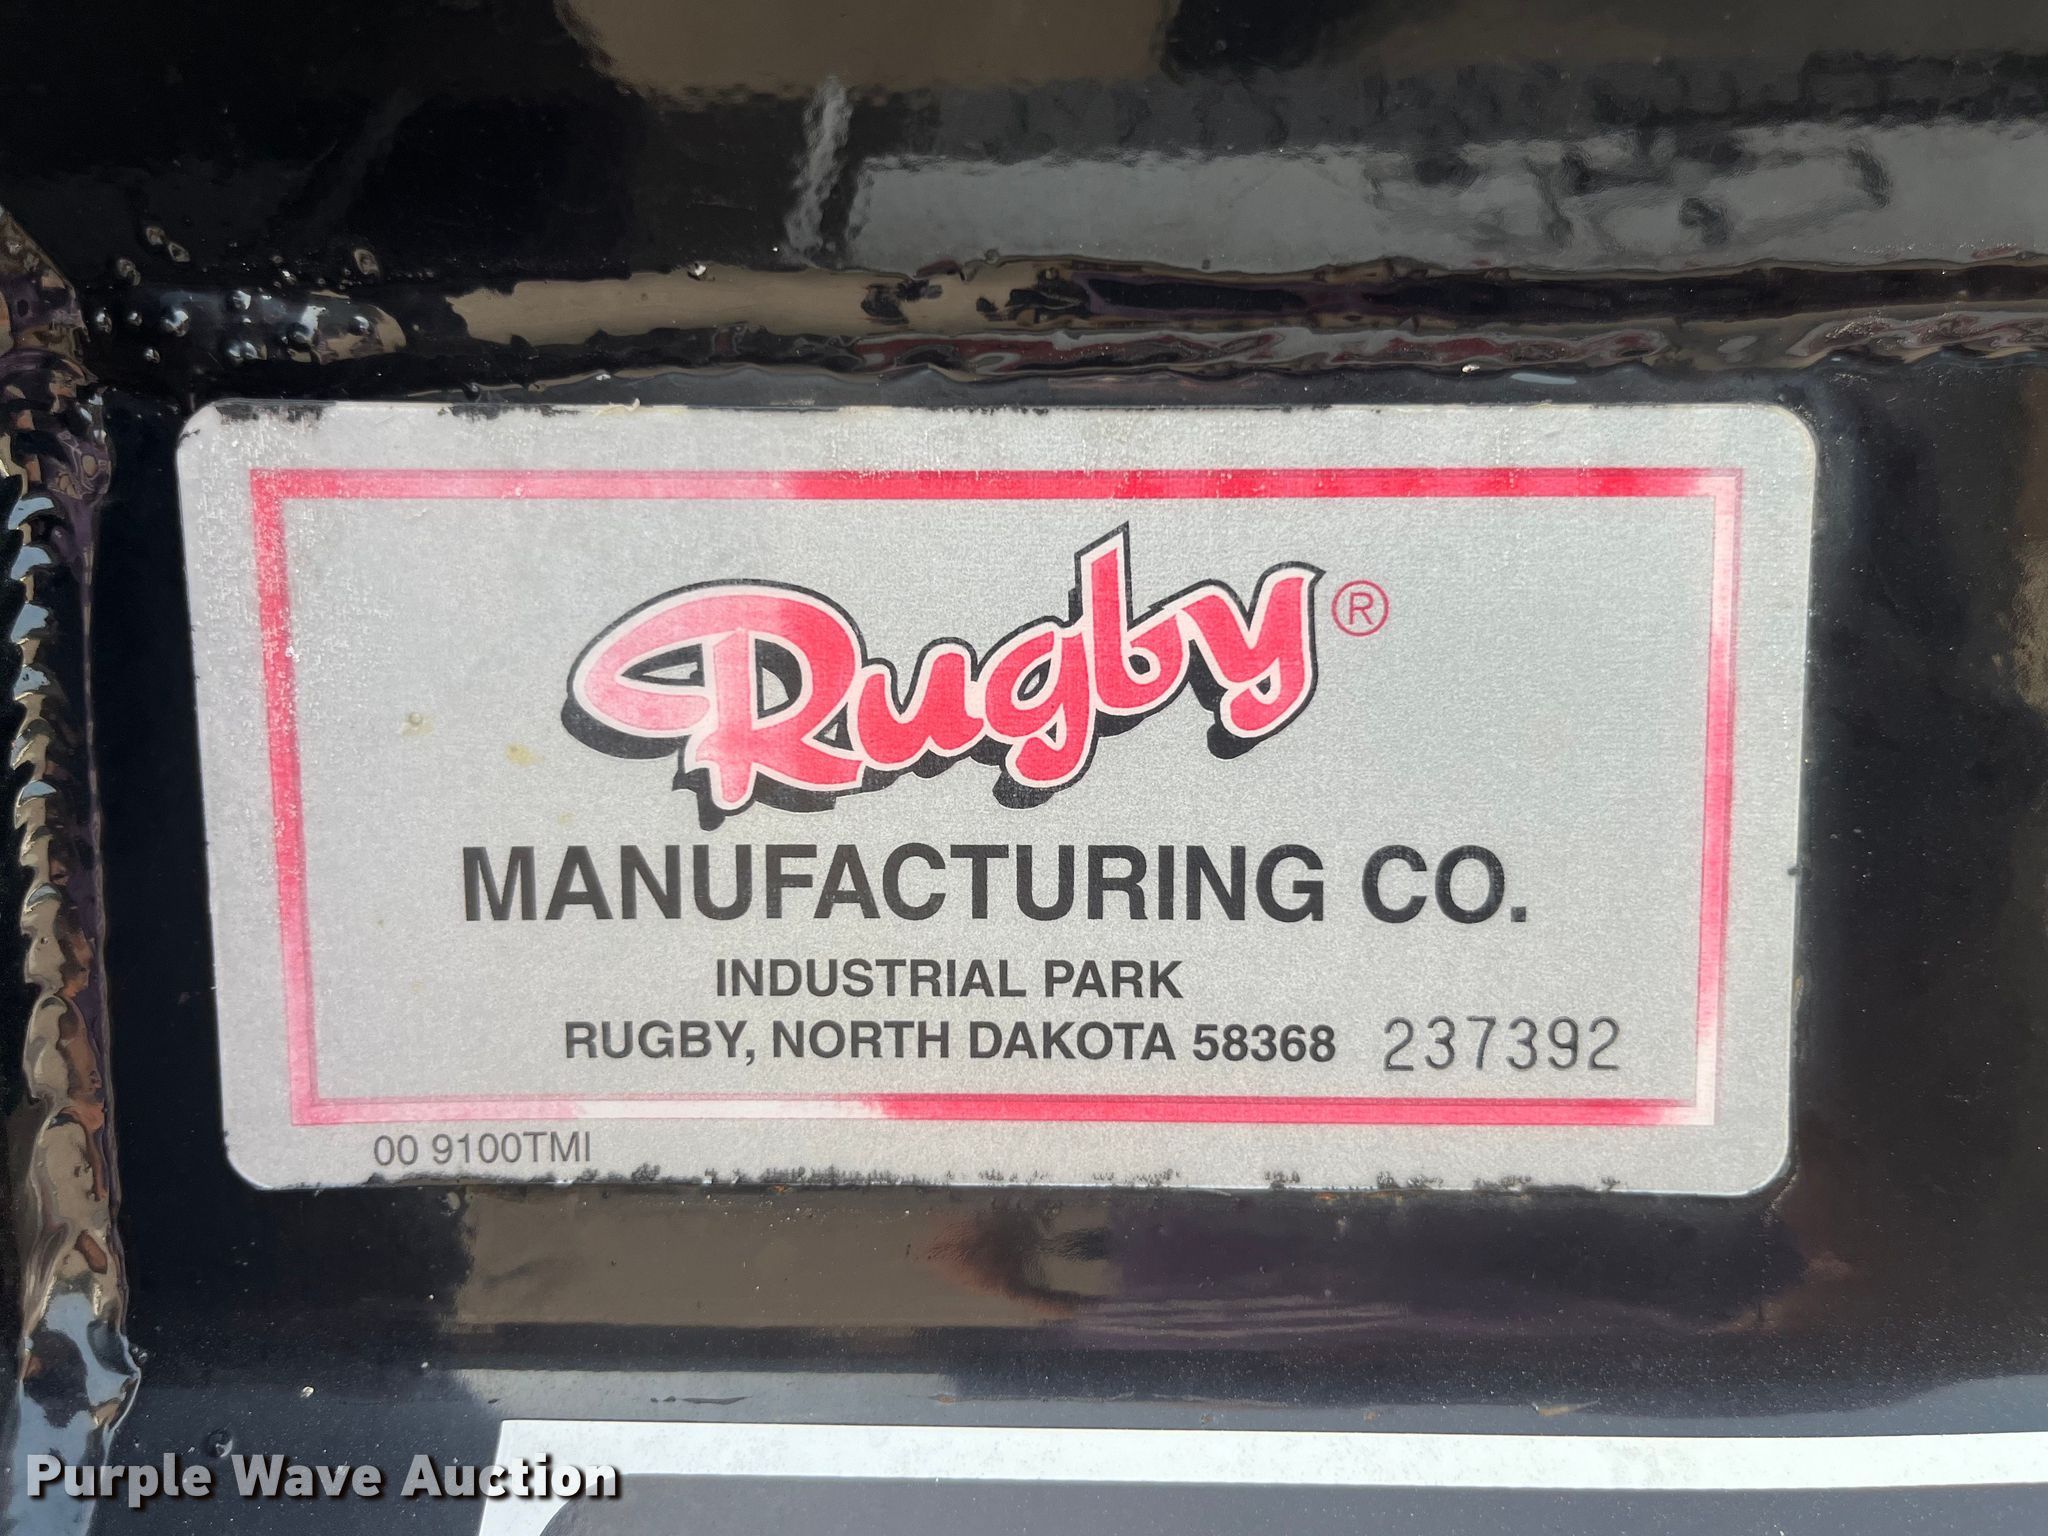 Rugby®
MANUFACTURING CO.
INDUSTRIAL PARK
RUGBY, NORTH DAKOTA 58368 237392
00 9100TMI
Purple Wave Auction